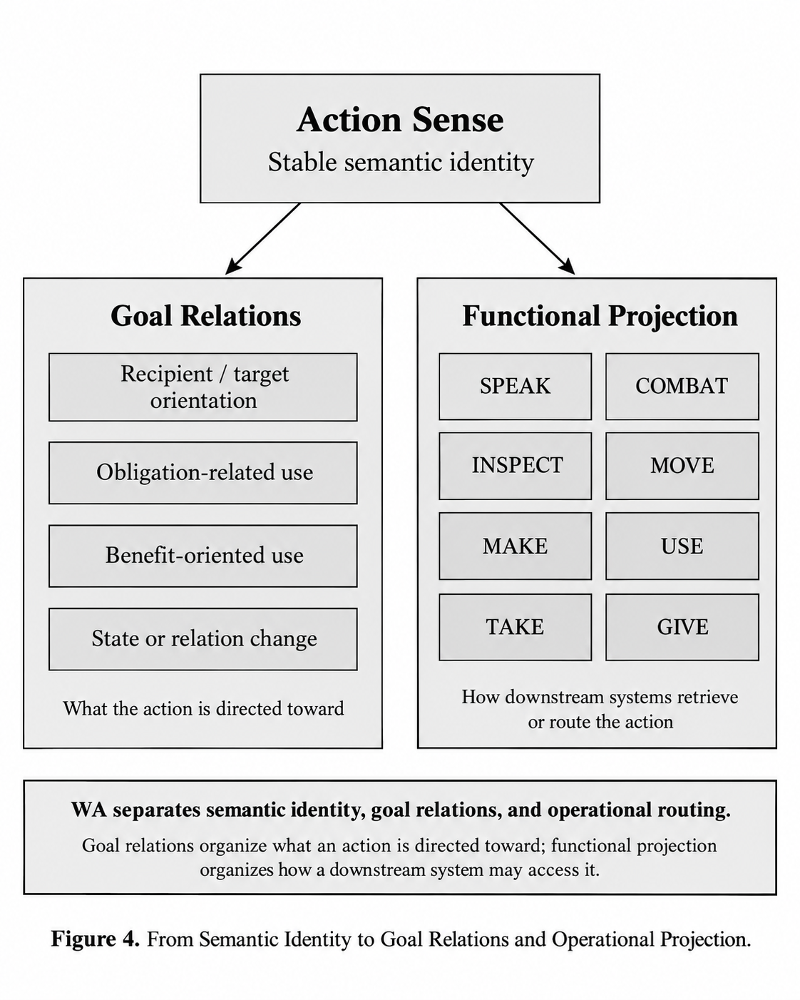 Action Sense
Stable semantic identity
Goal Relations
Recipient / target
orientation
Obligation-related use
Benefit-oriented use
State or relation change
What the action is directed toward
Functional Projection
SPEAK
COMBAT
INSPECT
MOVE
MAKE
USE
TAKE
GIVE
How downstream systems retrieve
or route the action
WA separates semantic identity, goal relations, and operational routing.
Goal relations organize what an action is directed toward; functional projection
organizes how a downstream system may access it.
Figure 4. From Semantic Identity to Goal Relations and Operational Projection.